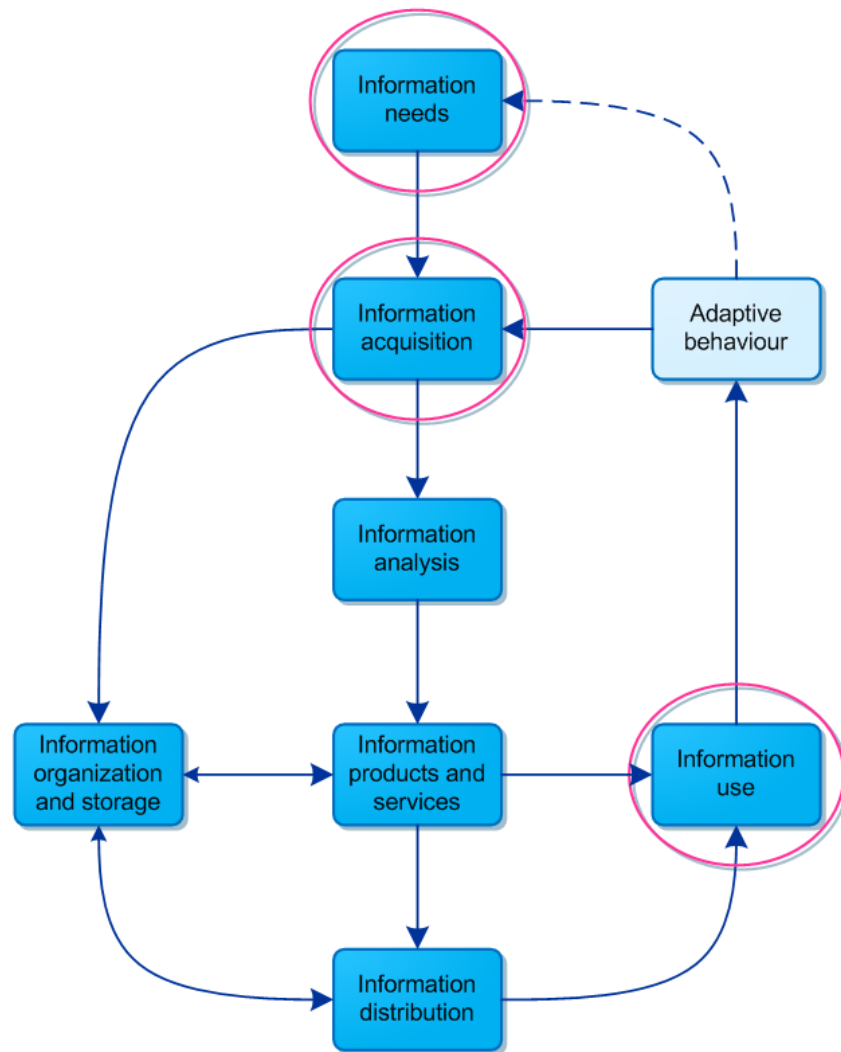 Information
needs
Information
acquisition
Adaptive
behaviour
Information
analysis
Information
organization
and storage
Information
products and
services
Information
use
Information
distribution